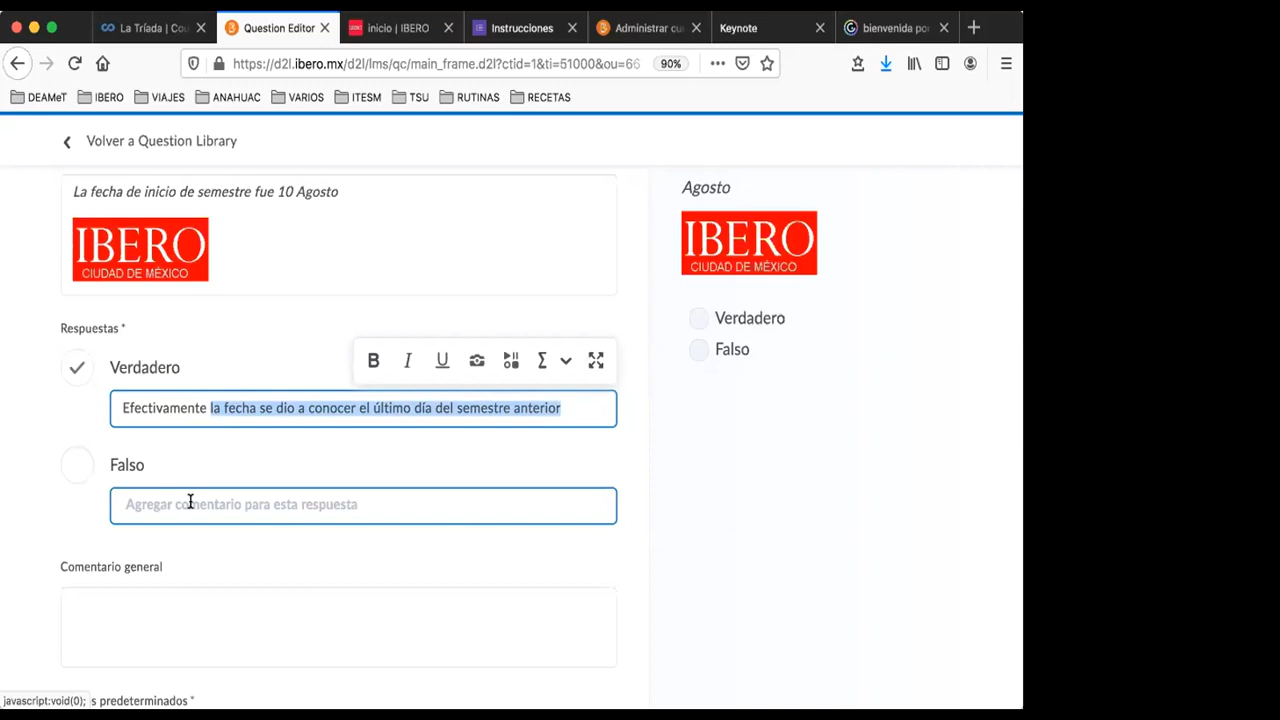 La Tríada | Cou
Question Editor
inicio | IBERO
Instrucciones
Administrar cu
Keynote
bienvenida po
https://d2l.ibero.mx/d2l/lms/qc/main_frame.d2l?ctid=1&ti=51000&ou=66
90%
DEAMeT
IBERO
VIAJES
ANAHUAC
VARIOS
ITESM
TSU
RUTINAS
RECETAS
Volver a Question Library
La fecha de inicio de semestre fue 10 Agosto
IBERO
CIUDAD DE MÉXICO
Respuestas *
Verdadero
B I U Σ
Efectivamente la fecha se dio a conocer el último día del semestre anterior
Falso
Agregar comentario para esta respuesta
Comentario general
javascript:void(0);
s predeterminados *
Agosto
IBERO
CIUDAD DE MÉXICO
Verdadero
Falso